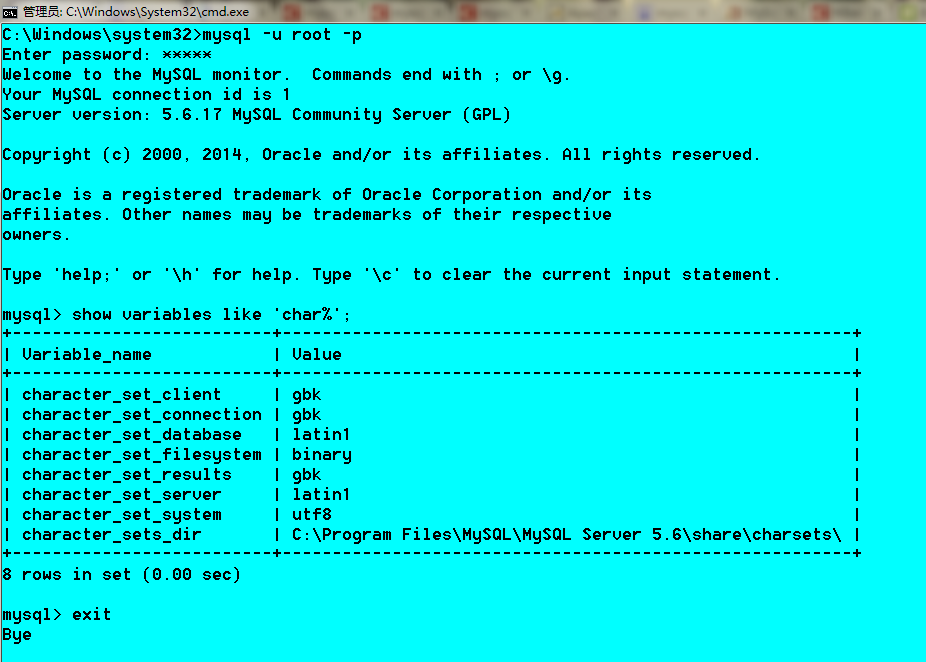 管理员: C:\Windows\System32\cmd.exe
C:\Windows\system32>mysql -u root -p
Enter password: *****
Welcome to the MySQL monitor.  Commands end with ; or \g.
Your MySQL connection id is 1
Server version: 5.6.17 MySQL Community Server (GPL)

Copyright (c) 2000, 2014, Oracle and/or its affiliates. All rights reserved.

Oracle is a registered trademark of Oracle Corporation and/or its
affiliates. Other names may be trademarks of their respective
owners.

Type 'help;' or '\h' for help. Type '\c' to clear the current input statement.

mysql> show variables like 'char%';
+--------------------------+---------------------------------------------------------+
| Variable_name            | Value                                                   |
+--------------------------+---------------------------------------------------------+
| character_set_client     | gbk                                                     |
| character_set_connection | gbk                                                     |
| character_set_database   | latin1                                                  |
| character_set_filesystem | binary                                                  |
| character_set_results    | gbk                                                     |
| character_set_server     | latin1                                                  |
| character_set_system     | utf8                                                    |
| character_sets_dir       | C:\Program Files\MySQL\MySQL Server 5.6\share\charsets\ |
+--------------------------+---------------------------------------------------------+
8 rows in set (0.00 sec)

mysql> exit
Bye